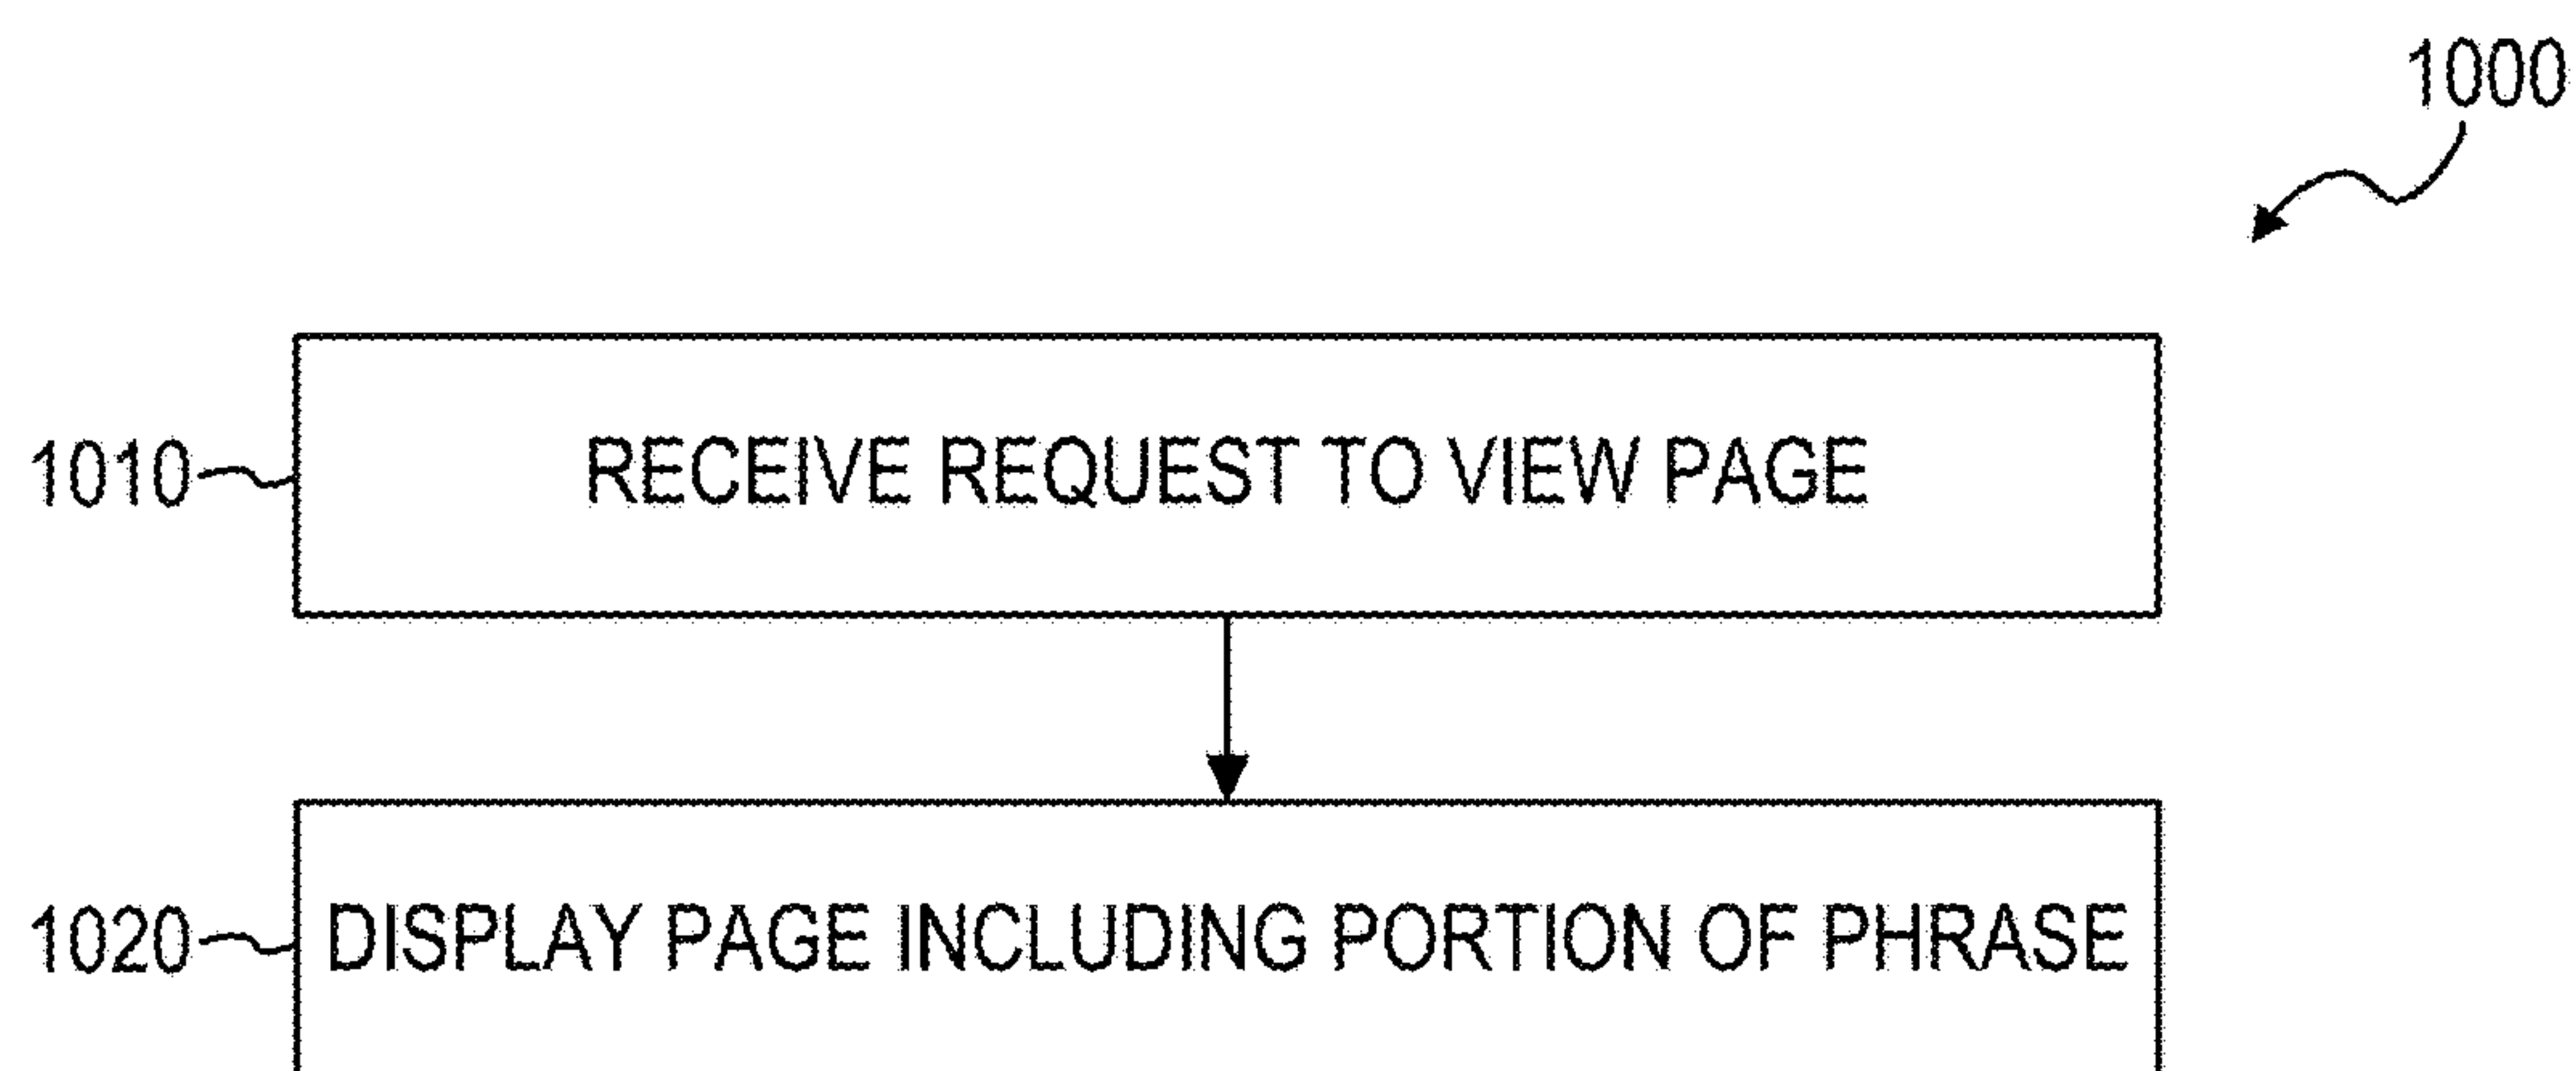 1000
1010 RECEIVE REQUEST TO VIEW PAGE
1020 DISPLAY PAGE INCLUDING PORTION OF PHRASE